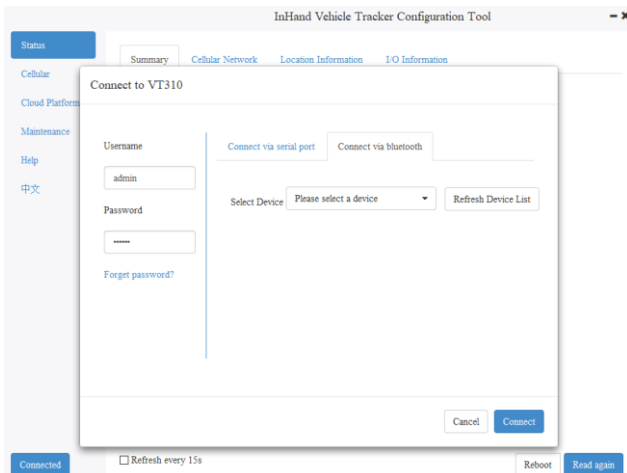 InHand Vehicle Tracker Configuration Tool
Status
Summary Cellular Network Location Information I/O Information
Cellular
Connect to VT310
Cloud Platform
Maintenance
Help
中文
Username
Connect via serial port Connect via bluetooth
admin
Select Device Please select a device Refresh Device List
Password
Forget password?
Cancel Connect
Connected
Refresh every 15s
Reboot Read again